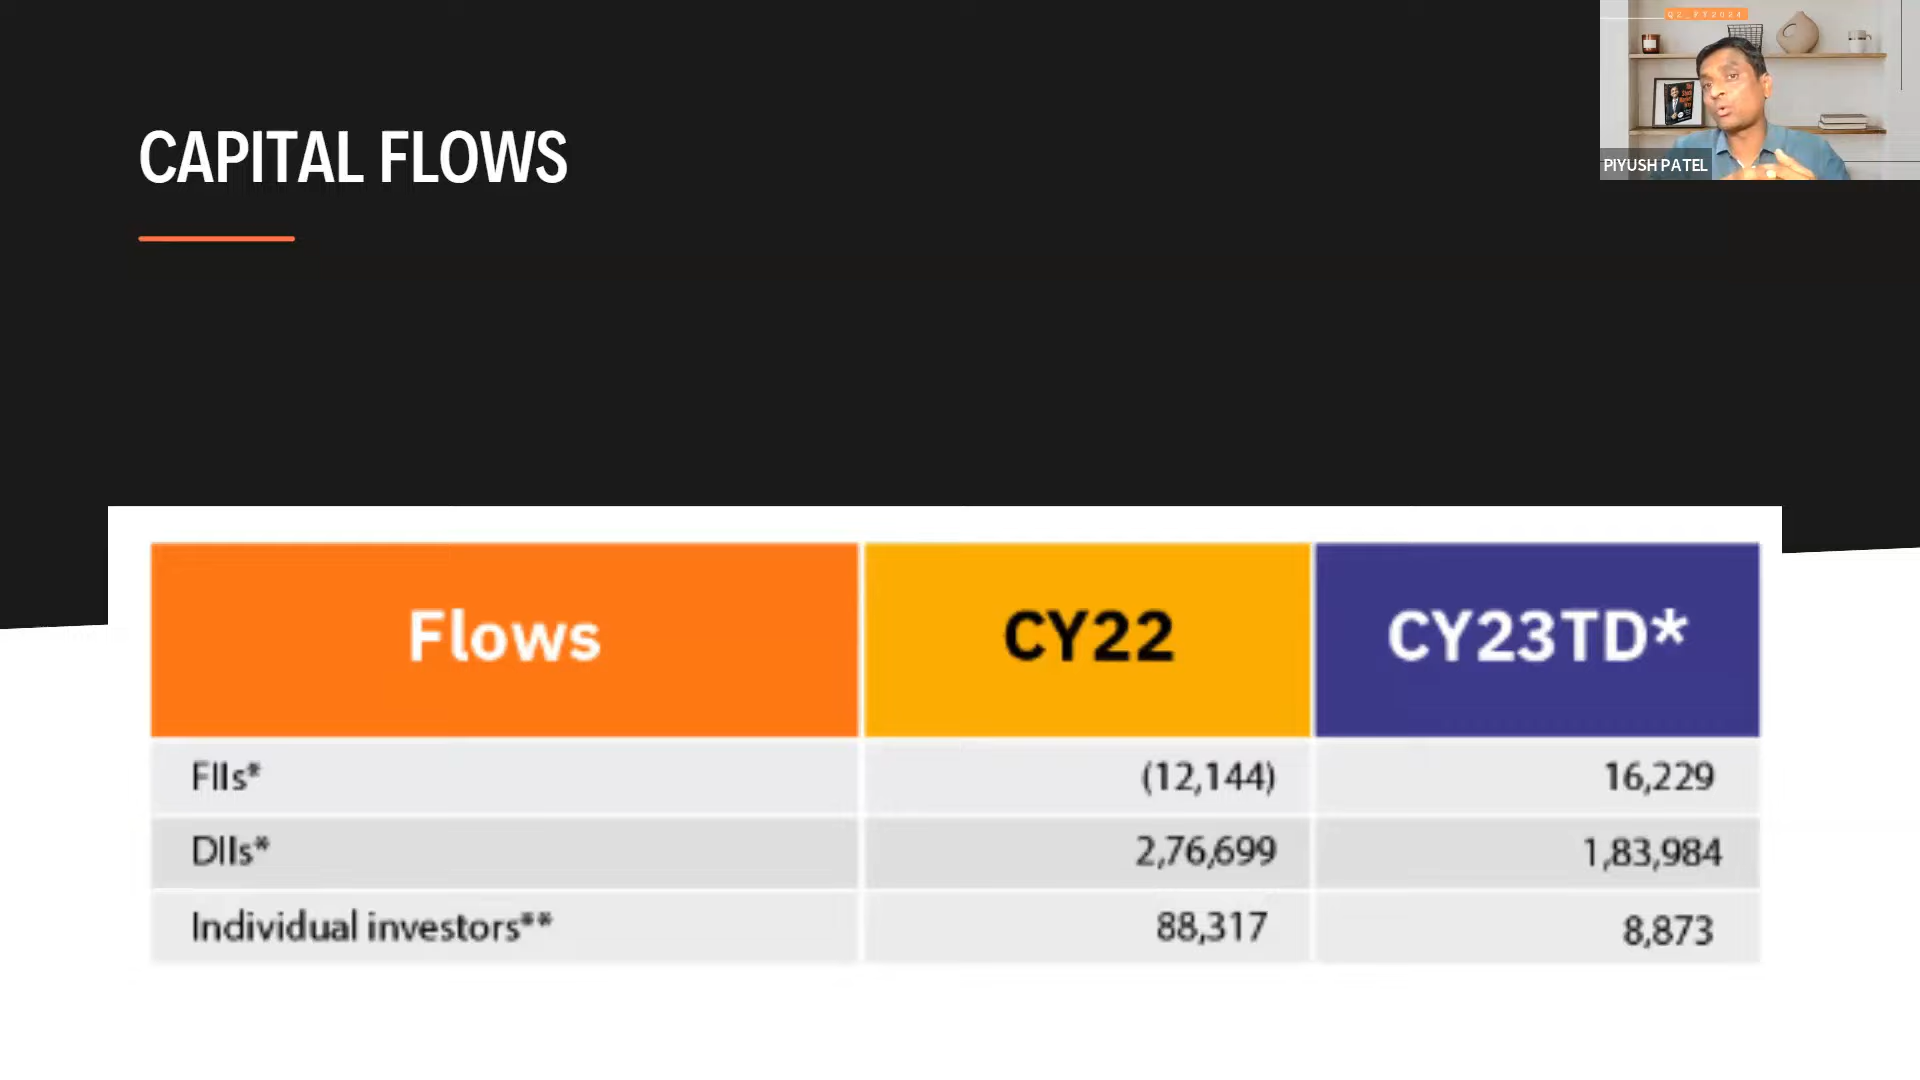 Q2_FY2024
CAPITAL FLOWS
PIYUSH PATEL
Flows CY22 CY23TD*
FIIs* (12,144) 16,229
DIIs* 2,76,699 1,83,984
Individual investors** 88,317 8,873